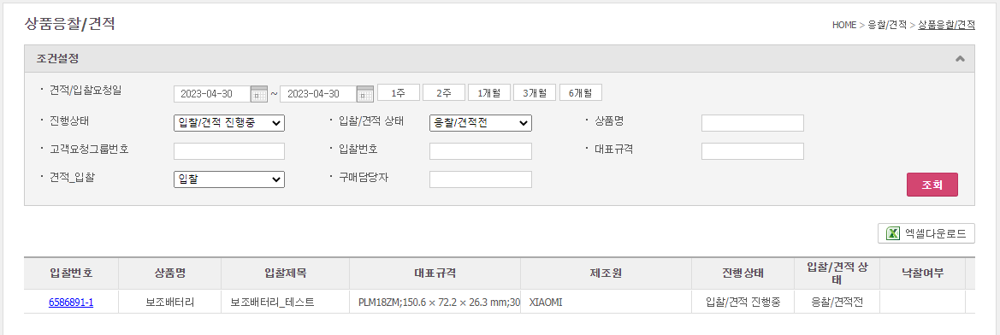 상품응찰/견적
HOME > 응찰/견적 > 상품응찰/견적
조건설정
견적/입찰요청일 2023-04-30 ~ 2023-04-30 1주 2주 1개월 3개월 6개월
진행상태 입찰/견적 진행중 입찰/견적 상태 응찰/견적전 상품명
고객요청그룹번호 입찰번호 대표규격
견적_입찰 입찰 구매담당자
조회
엑셀다운로드
입찰번호 상품명 입찰제목 대표규격 제조원 진행상태 입찰/견적 상태 낙찰여부
6586891-1 보조배터리 보조배터리_테스트 PLM18ZM;150.6 × 72.2 × 26.3 mm;30 XIAOMI 입찰/견적 진행중 응찰/견적전